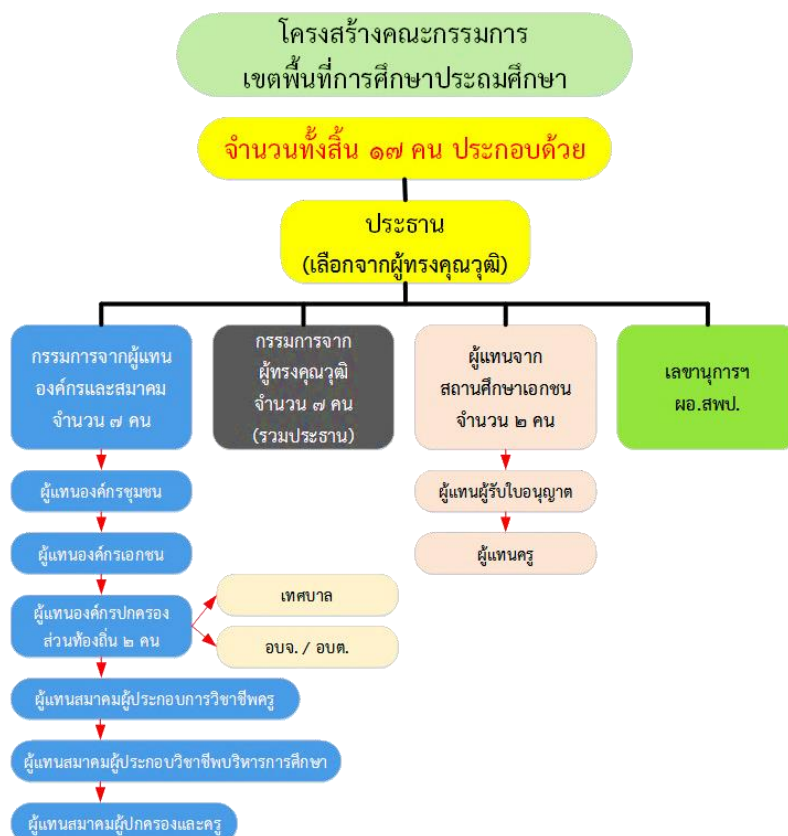 โครงสร้างคณะกรรมการ
เขตพื้นที่การศึกษาประถมศึกษา
จำนวนทั้งสิ้น ๑๗ คน ประกอบด้วย
ประธาน
(เลือกจากผู้ทรงคุณวุฒิ)
กรรมการจากผู้แทน
องค์กรและสมาคม
จำนวน ๗ คน
กรรมการจาก
ผู้ทรงคุณวุฒิ
จำนวน ๗ คน
(รวมประธาน)
ผู้แทนจาก
สถานศึกษาเอกชน
จำนวน ๒ คน
เลขานุการฯ
ผอ.สพป.
ผู้แทนองค์กรชุมชน
ผู้แทนองค์กรเอกชน
ผู้แทนองค์กรปกครอง
ส่วนท้องถิ่น ๒ คน
เทศบาล
อบจ. / อบต.
ผู้แทนสมาคมผู้ประกอบการวิชาชีพครู
ผู้แทนสมาคมผู้ประกอบวิชาชีพบริหารการศึกษา
ผู้แทนสมาคมผู้ปกครองและครู
ผู้แทนผู้รับใบอนุญาต
ผู้แทนครู